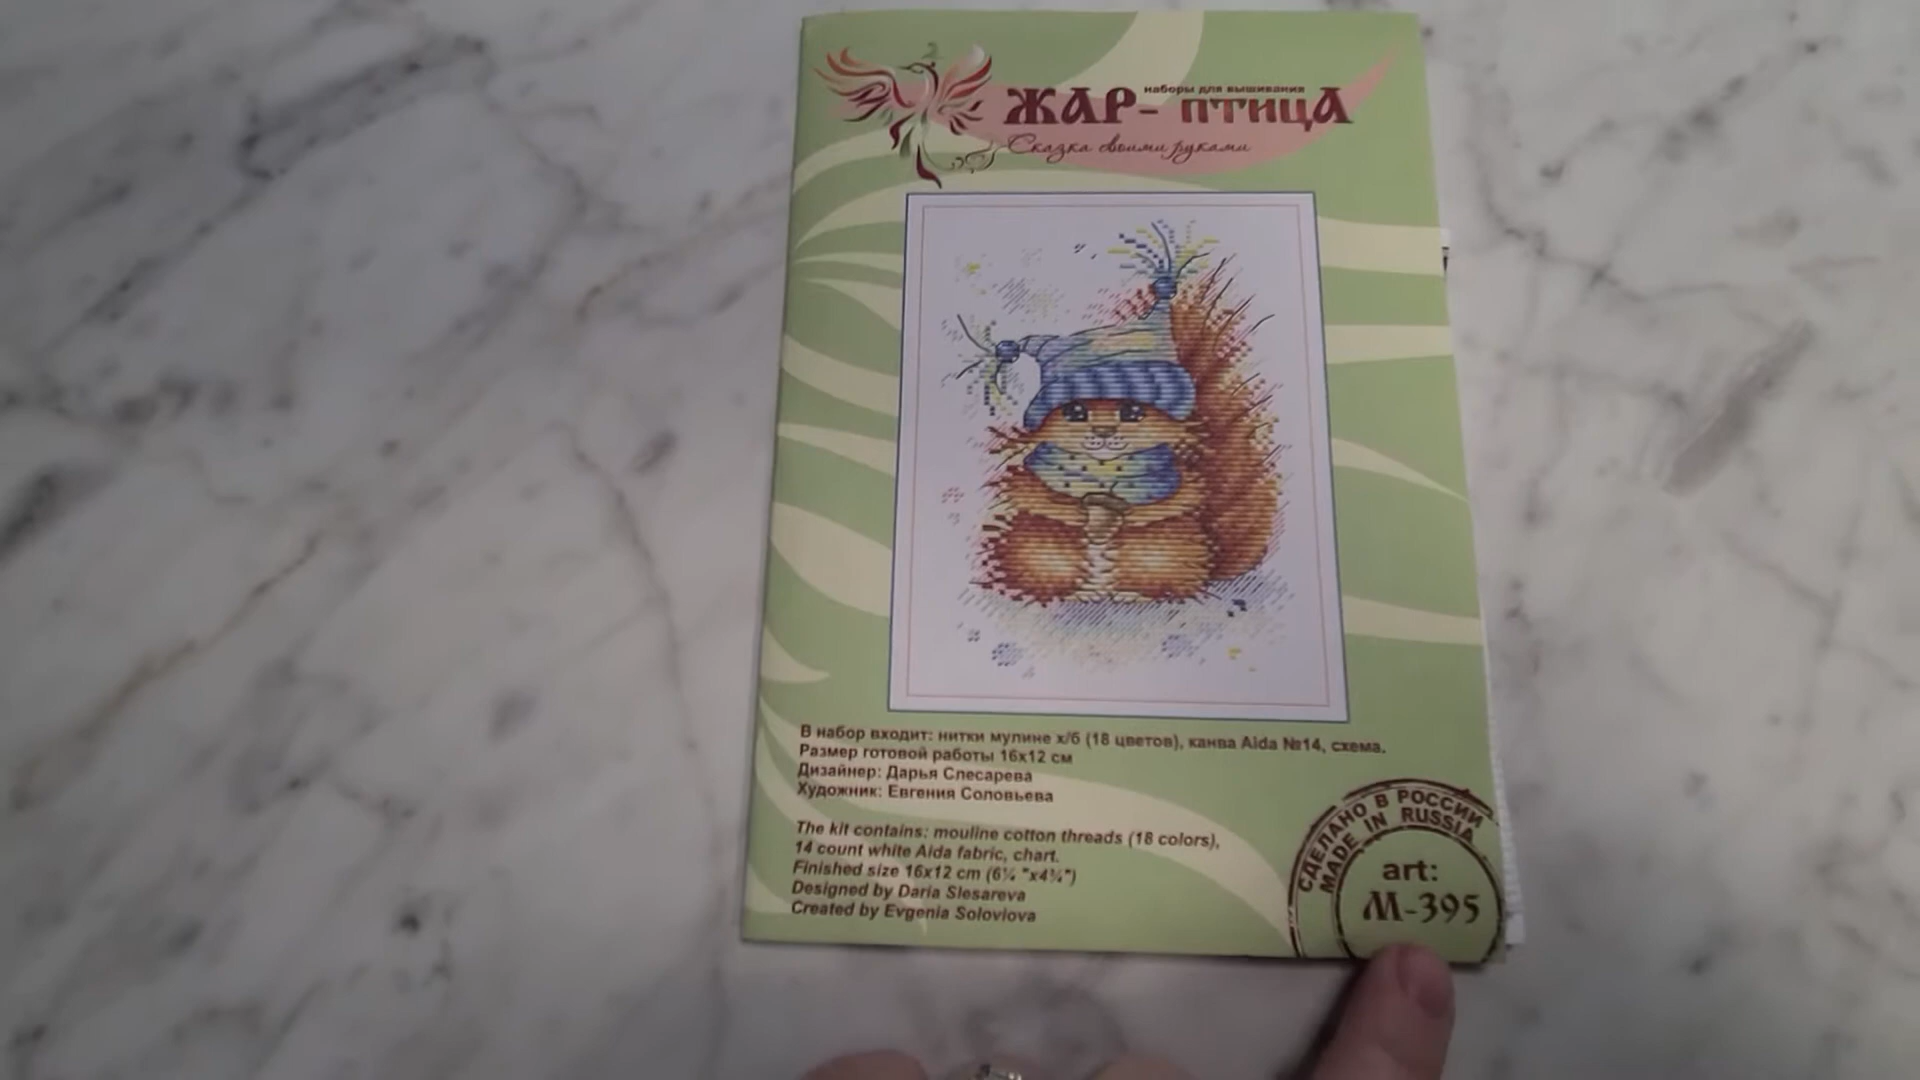 наборы для вышивания
ЖАР-ПТИЦА
Сказка своими руками
В набор входит: нитки мулине х/б (18 цветов), канва Aida №14, схема.
Размер готовой работы 16х12 см
Дизайнер: Дарья Слесарева
Художник: Евгения Соловьева
The kit contains: mouline cotton threads (18 colors),
14 count white Aida fabric, chart.
Finished size 16x12 cm (6¼ "x4¾")
Designed by Daria Slesareva
Created by Evgenia Soloviova
СДЕЛАНО В РОССИИ
MADE IN RUSSIA
art:
М-395